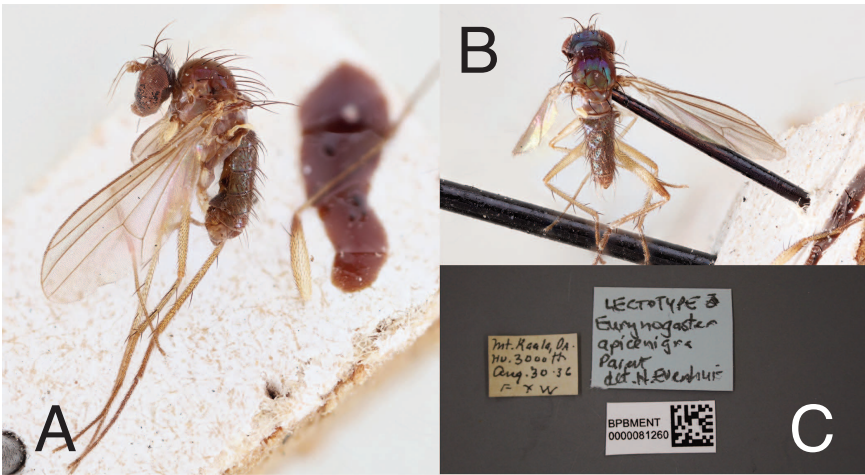 A
B
Mt. Kaala, Oa.
Hu. 3000 ft
Aug. 30·36
F. X W
LECTOTYPE ♂
Eurynogaster
apicenigra
Parent
det. N. Evenhuis
BPBMENT
0000081260
C